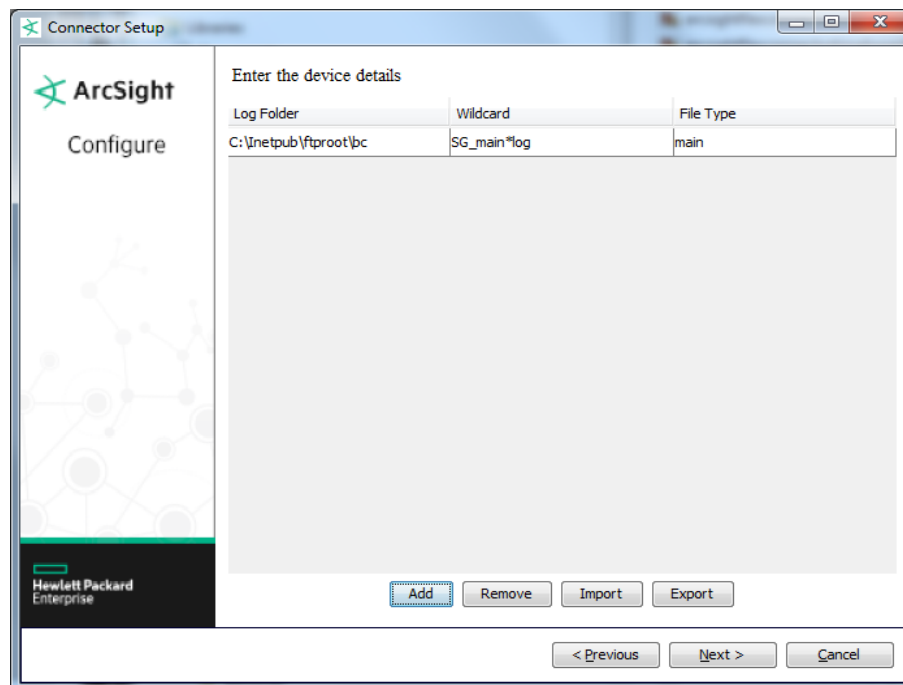 Connector Setup
ArcSight
Configure
Enter the device details
Log Folder Wildcard File Type
C:\Inetpub\ftproot\bc SG_main*log main
Hewlett Packard
Enterprise
Add Remove Import Export
< Previous Next > Cancel